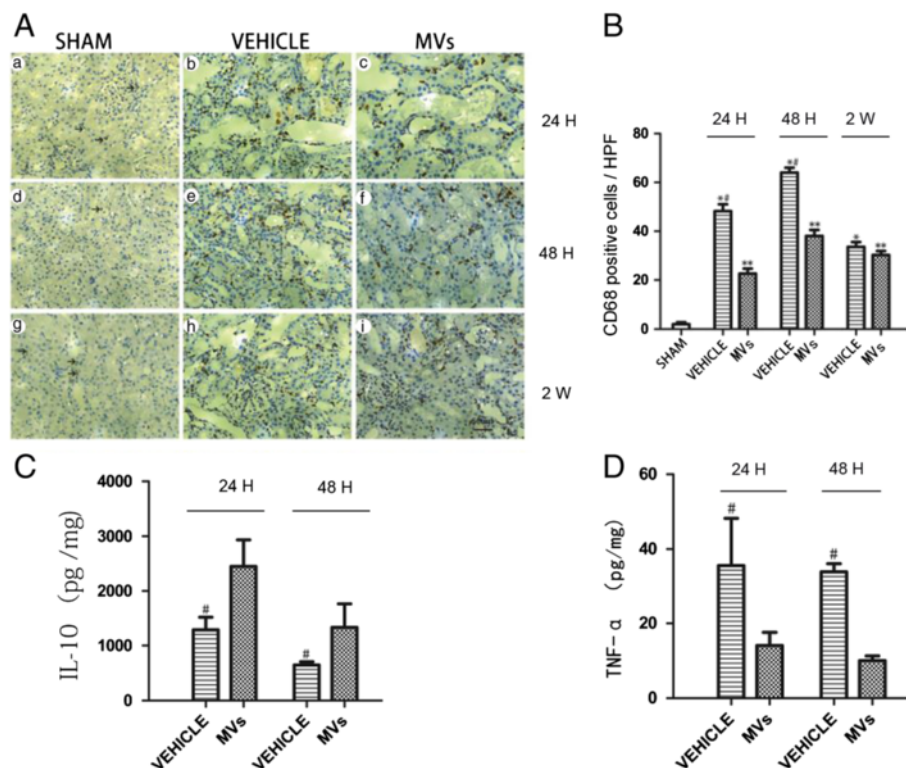 A
SHAM VEHICLE MVs
a b c 24 H
d e f 48 H
g h i 2 W
B
24 H 48 H 2 W
CD68 positive cells / HPF
80
60
40
20
0
*# ** *# ** * **
SHAM VEHICLE MVs VEHICLE MVs VEHICLE MVs
C
24 H 48 H
IL-10 (pg /mg)
4000
3000
2000
1000
0
# #
VEHICLE MVs VEHICLE MVs
D
24 H 48 H
TNF-α (pg/mg)
60
40
20
0
# #
VEHICLE MVs VEHICLE MVs